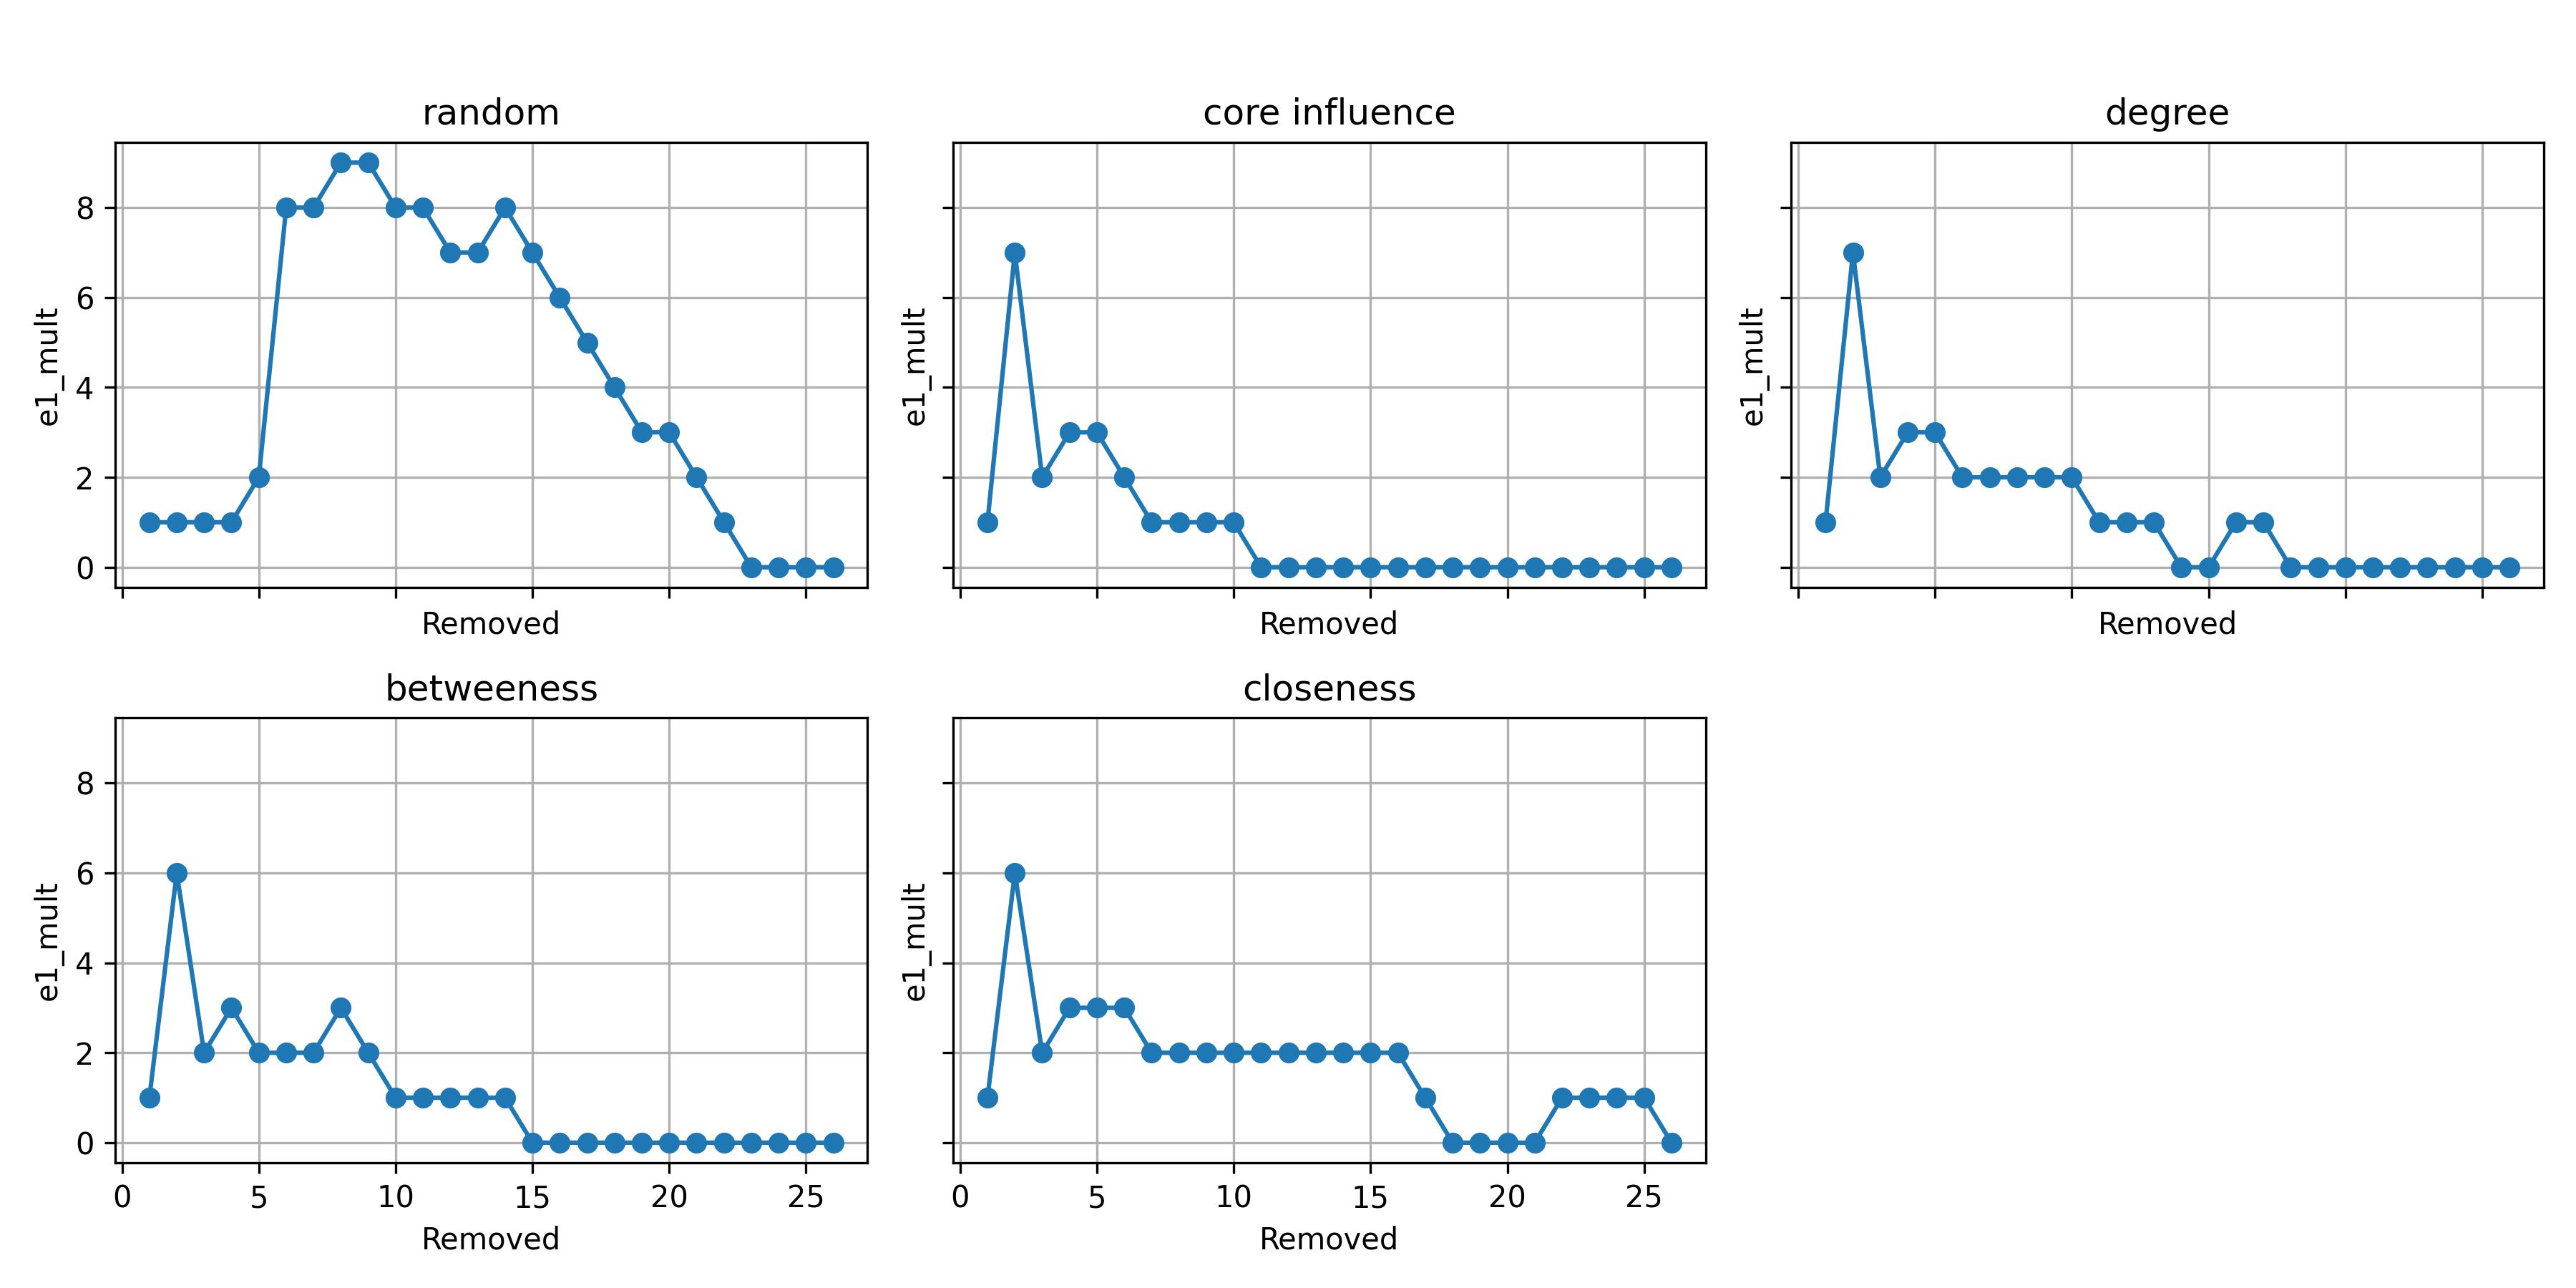 random
core influence
degree
e1_mult
8
6
4
2
0
Removed
e1_mult
Removed
e1_mult
Removed
betweeness
closeness
e1_mult
8
6
4
2
0
0 5 10 15 20 25
Removed
e1_mult
0 5 10 15 20 25
Removed